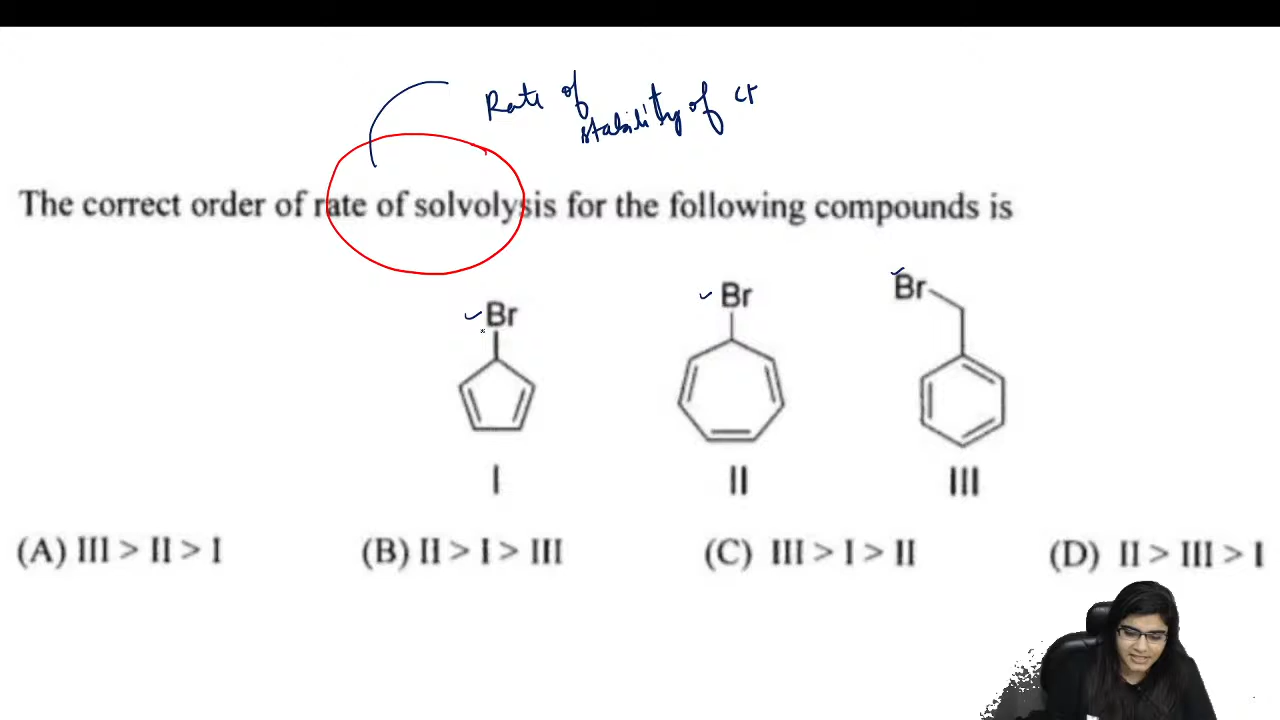 Rate of
stability of C+
The correct order of rate of solvolysis for the following compounds is
Br
Br
Br
I
II
III
(A) III > II > I
(B) II > I > III
(C) III > I > II
(D) II > III > I